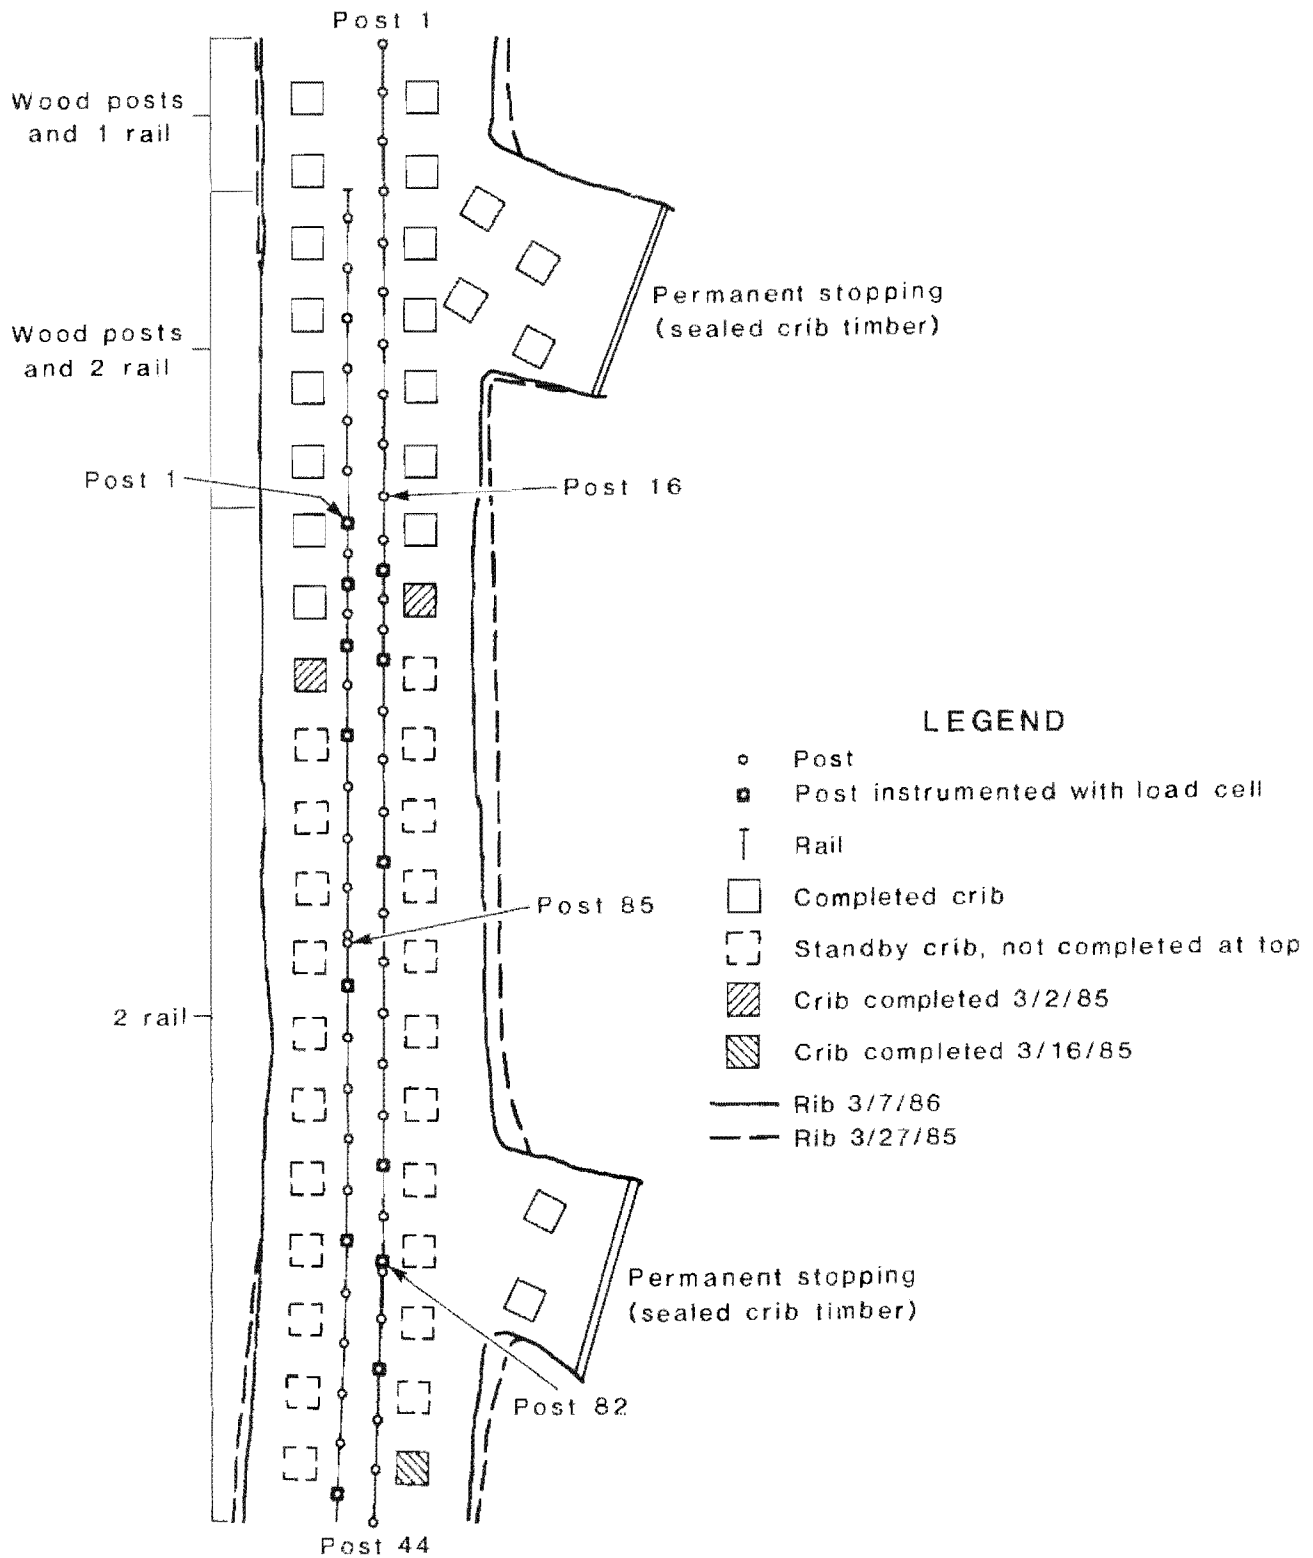 Post 1
Wood posts
and 1 rail
Permanent stopping
(sealed crib timber)
Wood posts
and 2 rail
Post 1
Post 16
LEGEND
Post
Post instrumented with load cell
Rail
Completed crib
Post 85
Standby crib, not completed at top
Crib completed 3/2/85
2 rail
Crib completed 3/16/85
Rib 3/7/86
Rib 3/27/85
Permanent stopping
(sealed crib timber)
Post 82
Post 44